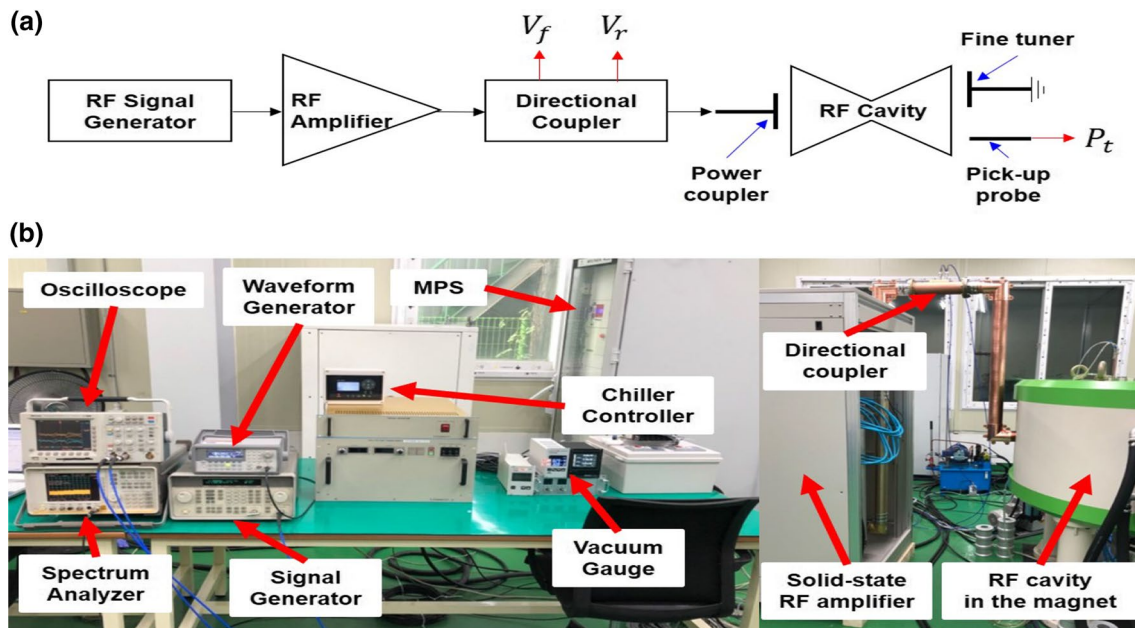 (a)
V_f
V_r
Fine tuner
RF Signal
Generator
RF
Amplifier
Directional
Coupler
RF Cavity
P_t
Power
coupler
Pick-up
probe
(b)
Oscilloscope
Waveform
Generator
MPS
Directional
coupler
Chiller
Controller
Spectrum
Analyzer
Signal
Generator
Vacuum
Gauge
Solid-state
RF amplifier
RF cavity
in the magnet